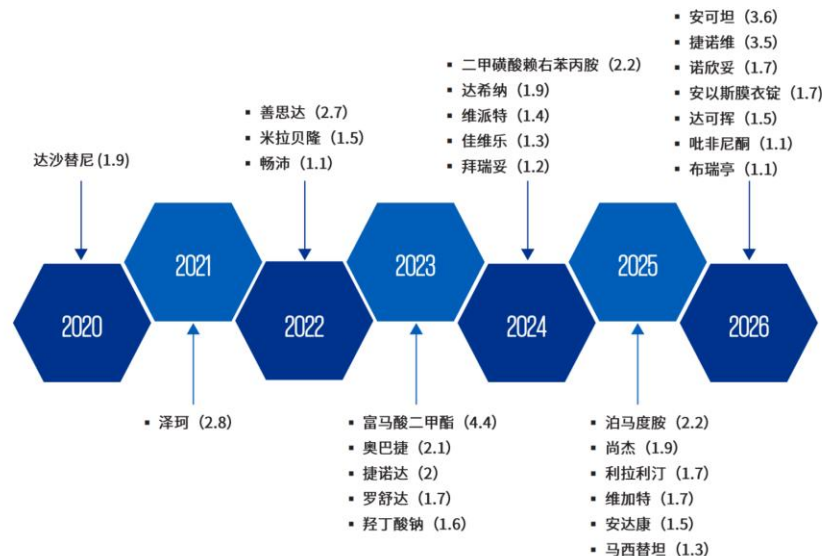 达沙替尼 (1.9)
2020
2021
▪ 泽珂（2.8）
▪ 善思达（2.7）
▪ 米拉贝隆（1.5）
▪ 畅沛（1.1）
2022
2023
▪ 富马酸二甲酯（4.4）
▪ 奥巴捷（2.1）
▪ 捷诺达（2）
▪ 罗舒达（1.7）
▪ 羟丁酸钠（1.6）
▪ 二甲磺酸赖右苯丙胺（2.2）
▪ 达希纳（1.9）
▪ 维派特（1.4）
▪ 佳维乐（1.3）
▪ 拜瑞妥（1.2）
2024
2025
▪ 泊马度胺（2.2）
▪ 尚杰（1.9）
▪ 利拉利汀（1.7）
▪ 维加特（1.7）
▪ 安达康（1.5）
▪ 马西替坦（1.3）
▪ 安可坦（3.6）
▪ 捷诺维（3.5）
▪ 诺欣妥（1.7）
▪ 安以斯膜衣锭（1.7)
▪ 达可挥（1.5）
▪ 吡非尼酮（1.1）
▪ 布瑞亭（1.1）
2026